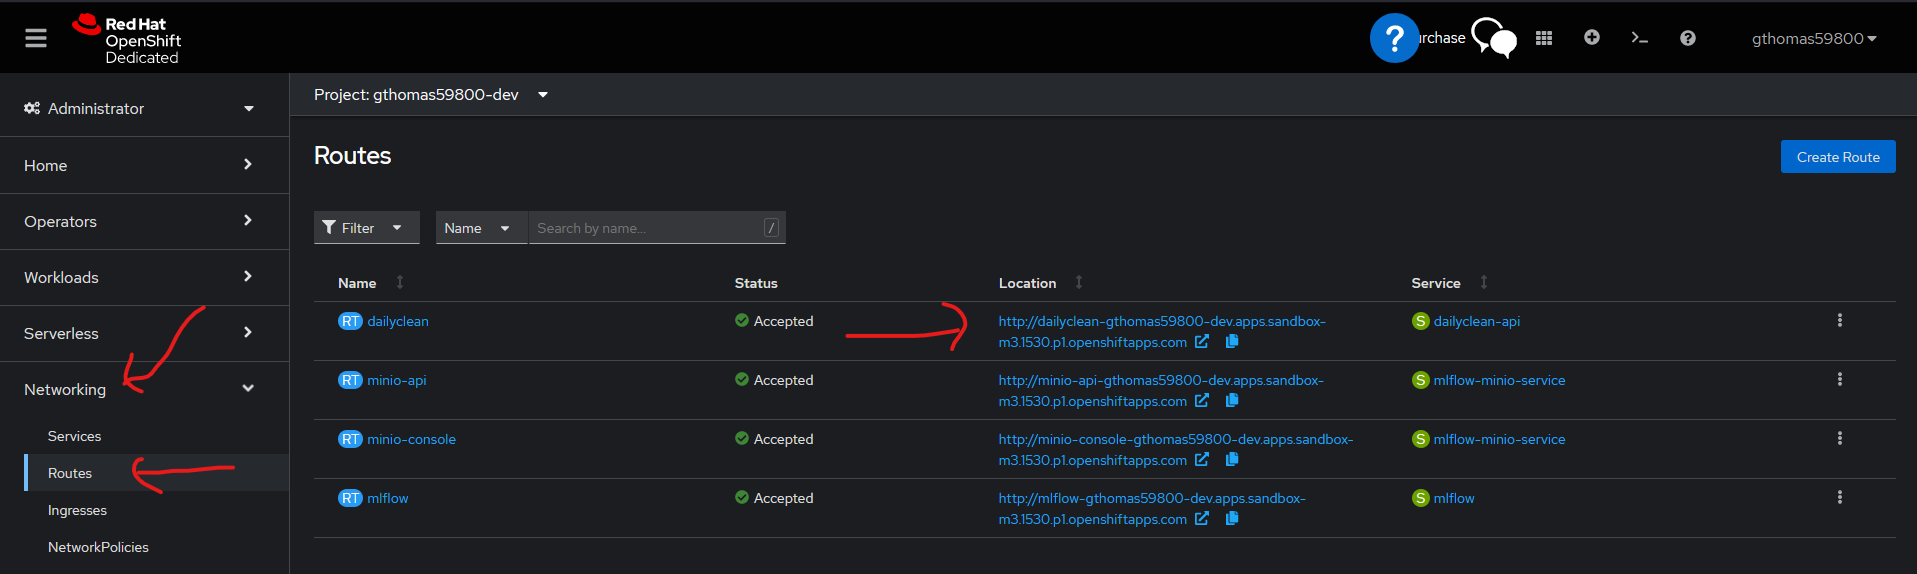 Red Hat
OpenShift
Dedicated
rchase
gthomas59800
Administrator
Project: gthomas59800-dev
Home
Operators
Workloads
Serverless
Networking
Services
Routes
Ingresses
NetworkPolicies
Routes
Create Route
Filter
Name
Search by name...
/
Name
Status
Location
Service
RT dailyclean
Accepted
http://dailyclean-gthomas59800-dev.apps.sandbox-
m3.1530.p1.openshiftapps.com
S dailyclean-api
RT minio-api
Accepted
http://minio-api-gthomas59800-dev.apps.sandbox-
m3.1530.p1.openshiftapps.com
S mlflow-minio-service
RT minio-console
Accepted
http://minio-console-gthomas59800-dev.apps.sandbox-
m3.1530.p1.openshiftapps.com
S mlflow-minio-service
RT mlflow
Accepted
http://mlflow-gthomas59800-dev.apps.sandbox-
m3.1530.p1.openshiftapps.com
S mlflow